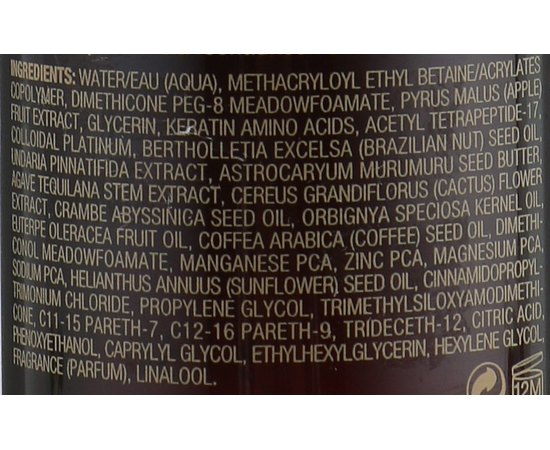 INGREDIENTS: WATER/EAU (AQUA), METHACRYLOYL ETHYL BETAINE/ACRYLATES
COPOLYMER, DIMETHICONE PEG-8 MEADOWFOAMATE, PYRUS MALUS (APPLE)
FRUIT EXTRACT, GLYCERIN, KERATIN AMINO ACIDS, ACETYL TETRAPEPTIDE-17,
COLLOIDAL PLATINUM, BERTHOLLETIA EXCELSA (BRAZILIAN NUT) SEED OIL,
UNDARIA PINNATIFIDA EXTRACT, ASTROCARYUM MURUMURU SEED BUTTER,
AGAVE TEQUILANA STEM EXTRACT, CEREUS GRANDIFLORUS (CACTUS) FLOWER
EXTRACT, CRAMBE ABYSSINICA SEED OIL, ORBIGNYA SPECIOSA KERNEL OIL,
EUTERPE OLERACEA FRUIT OIL, COFFEA ARABICA (COFFEE) SEED OIL, DIMETHI-
CONOL MEADOWFOAMATE, MANGANESE PCA, ZINC PCA, MAGNESIUM PCA,
SODIUM PCA, HELIANTHUS ANNUUS (SUNFLOWER) SEED OIL, CINNAMIDOPROPYL-
TRIMONIUM CHLORIDE, PROPYLENE GLYCOL, TRIMETHYLSILOXYAMODIMETHI-
CONE, C11-15 PARETH-7, C12-16 PARETH-9, TRIDECETH-12, CITRIC ACID,
PHENOXYETHANOL, CAPRYLYL GLYCOL, ETHYLHEXYLGLYCERIN, HEXYLENE GLYCOL,
FRAGRANCE (PARFUM), LINALOOL.
12M